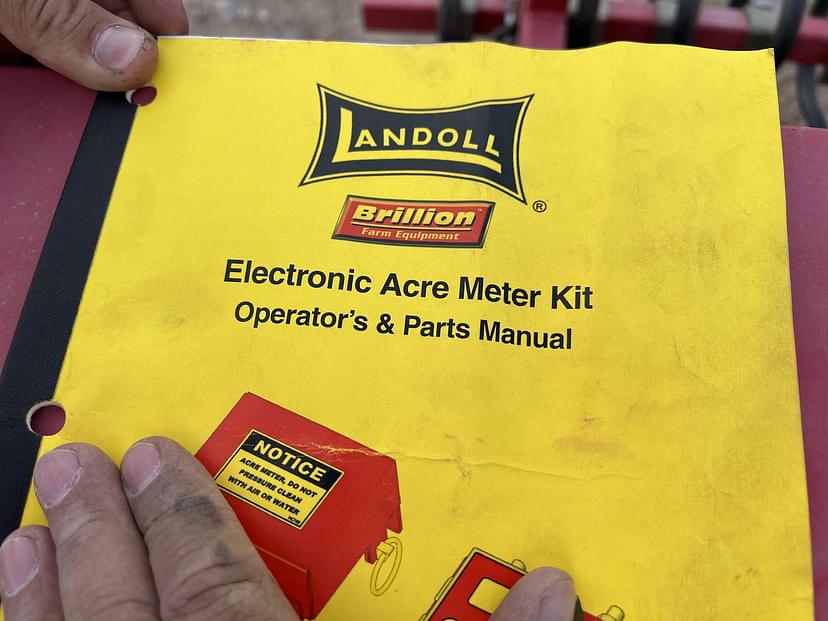 LANDOLL
®
Brillion
Farm Equipment
Electronic Acre Meter Kit
Operator's & Parts Manual
NOTICE
ACRE METER, DO NOT
PRESSURE CLEAN
WITH AIR OR WATER